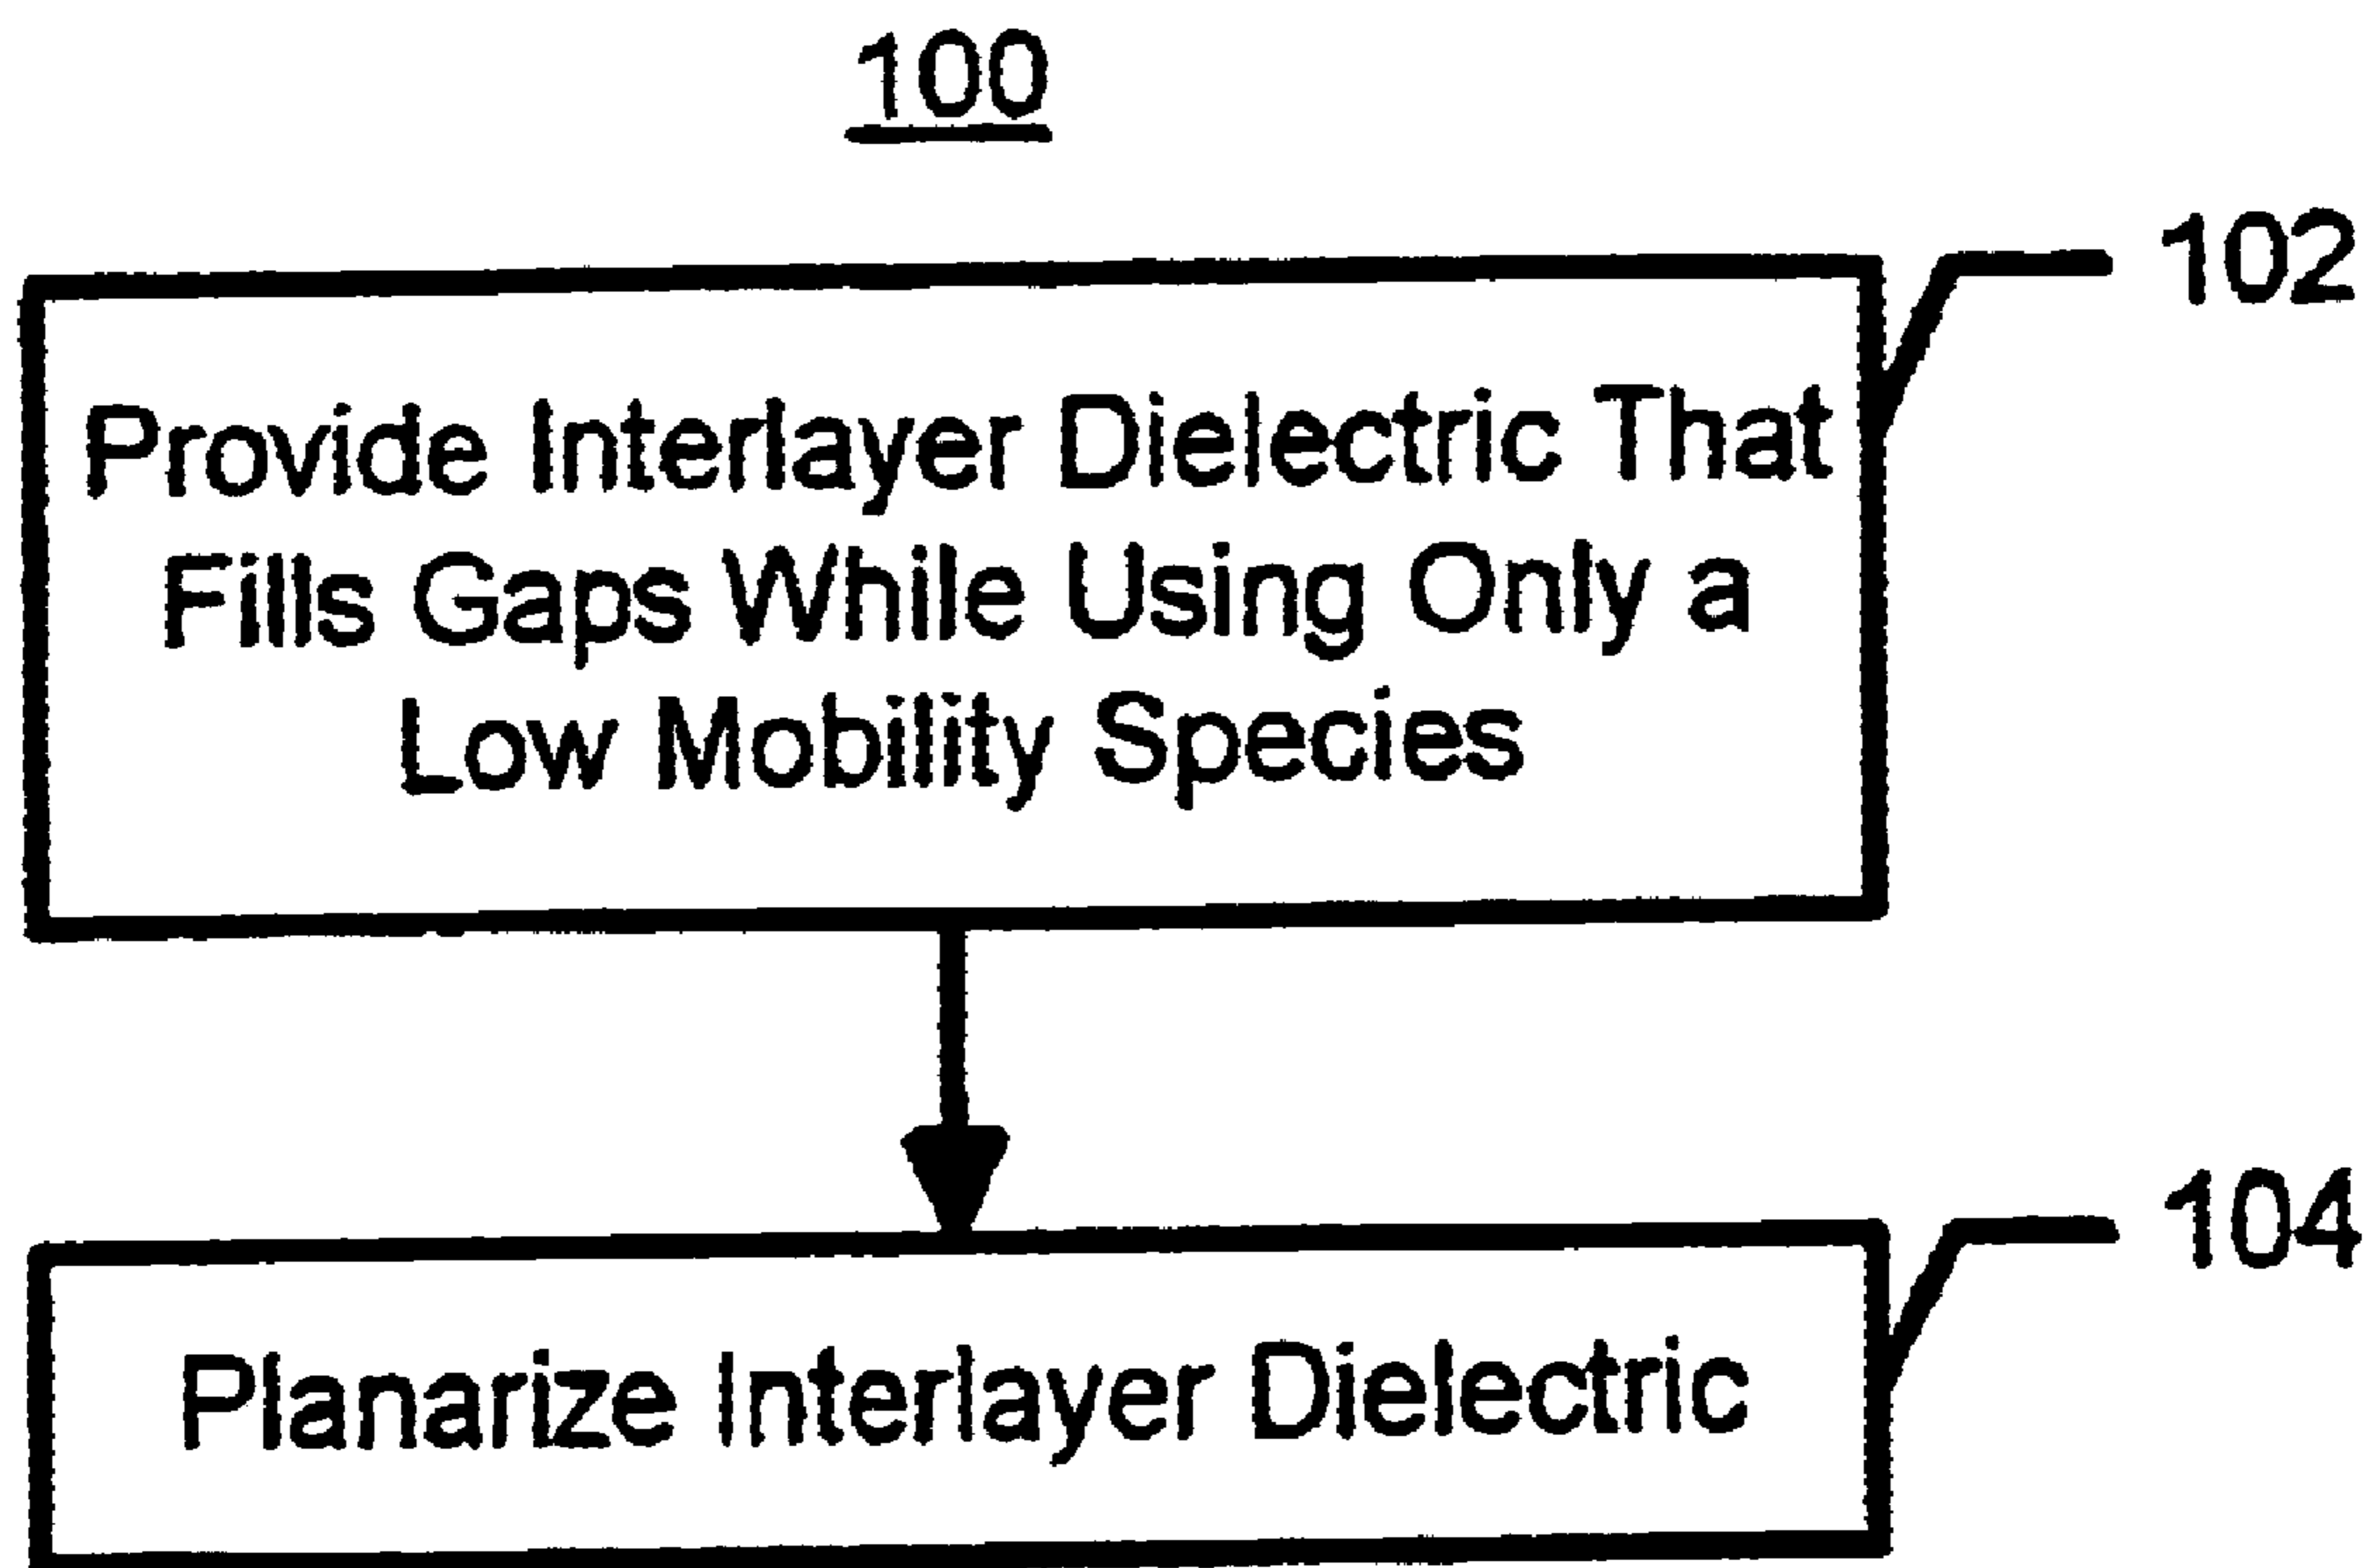 100
102
Provide Interlayer Dielectric That
Fills Gaps While Using Only a
Low Mobility Species
104
Planarize Interlayer Dielectric